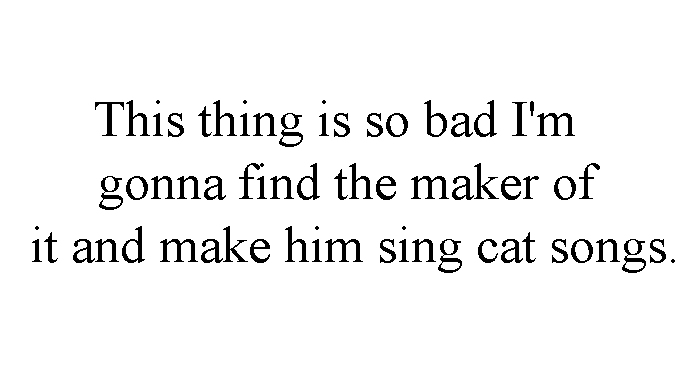 This thing is so bad I'm
gonna find the maker of
it and make him sing cat songs.